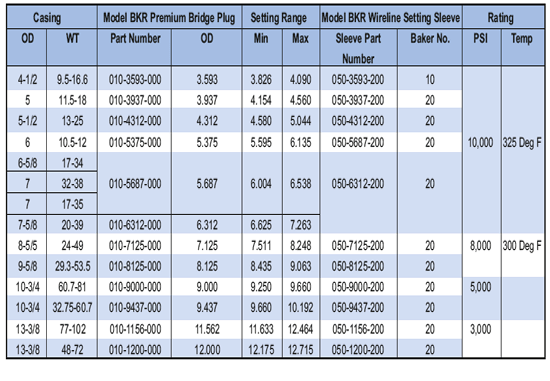 Casing Model BKR Premium Bridge Plug Setting Range Model BKR Wireline Setting Sleeve Rating
OD WT Part Number OD Min Max Sleeve Part Number Baker No. PSI Temp
4-1/2 9.5-16.6 010-3593-000 3.593 3.826 4.090 050-3593-200 10
5 11.5-18 010-3937-000 3.937 4.154 4.560 050-3937-200 20
5-1/2 13-25 010-4312-000 4.312 4.580 5.044 050-4312-200 20
6 10.5-12 010-5375-000 5.375 5.595 6.135 050-5687-200 20 10,000 325 Deg F
6-5/8 17-34
7 32-38 010-5687-000 5.687 6.004 6.538 050-6312-200 20
7 17-35
7-5/8 20-39 010-6312-000 6.312 6.625 7.263
8-5/5 24-49 010-7125-000 7.125 7.511 8.248 050-7125-200 20 8,000 300 Deg F
9-5/8 29.3-53.5 010-8125-000 8.125 8.435 9.063 050-8125-200 20
10-3/4 60.7-81 010-9000-000 9.000 9.250 9.660 050-9000-200 20 5,000
10-3/4 32.75-60.7 010-9437-000 9.437 9.660 10.192 050-9437-200 20
13-3/8 77-102 010-1156-000 11.562 11.633 12.464 050-1156-200 20 3,000
13-3/8 48-72 010-1200-000 12.000 12.175 12.715 050-1200-200 20